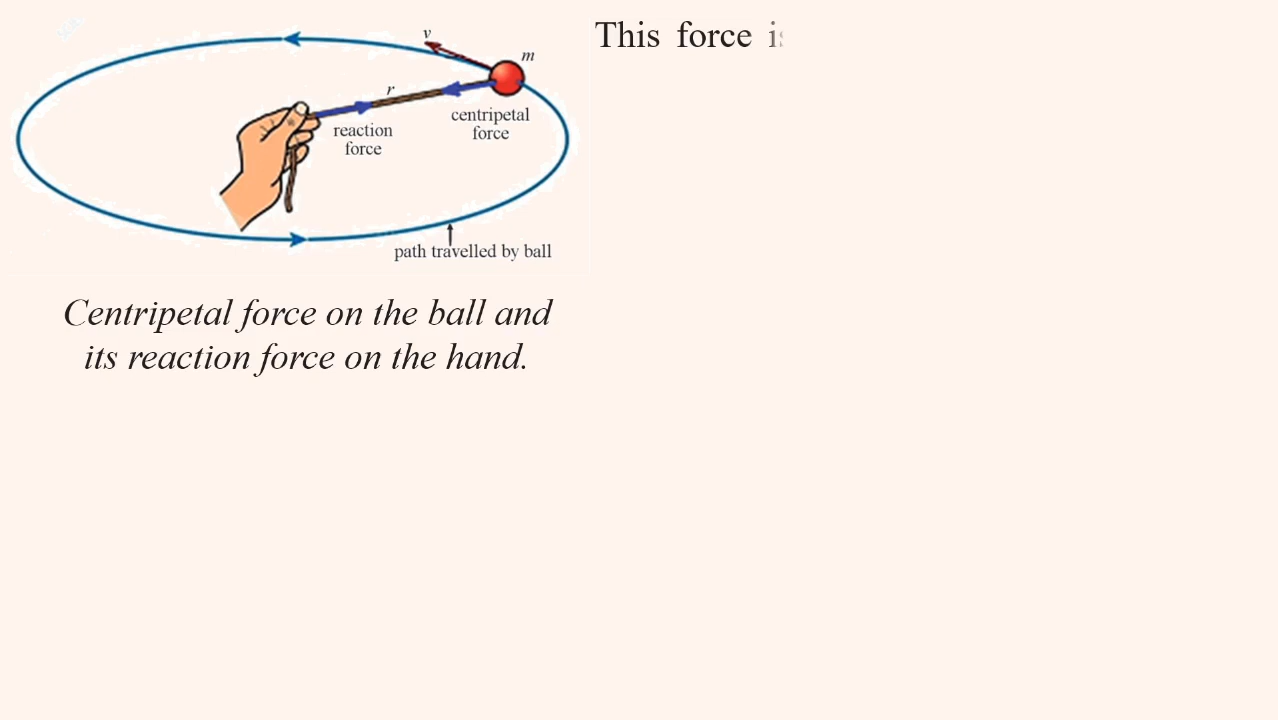 v
m
r
reaction
force
centripetal
force
path travelled by ball
Centripetal force on the ball and
its reaction force on the hand.
This force